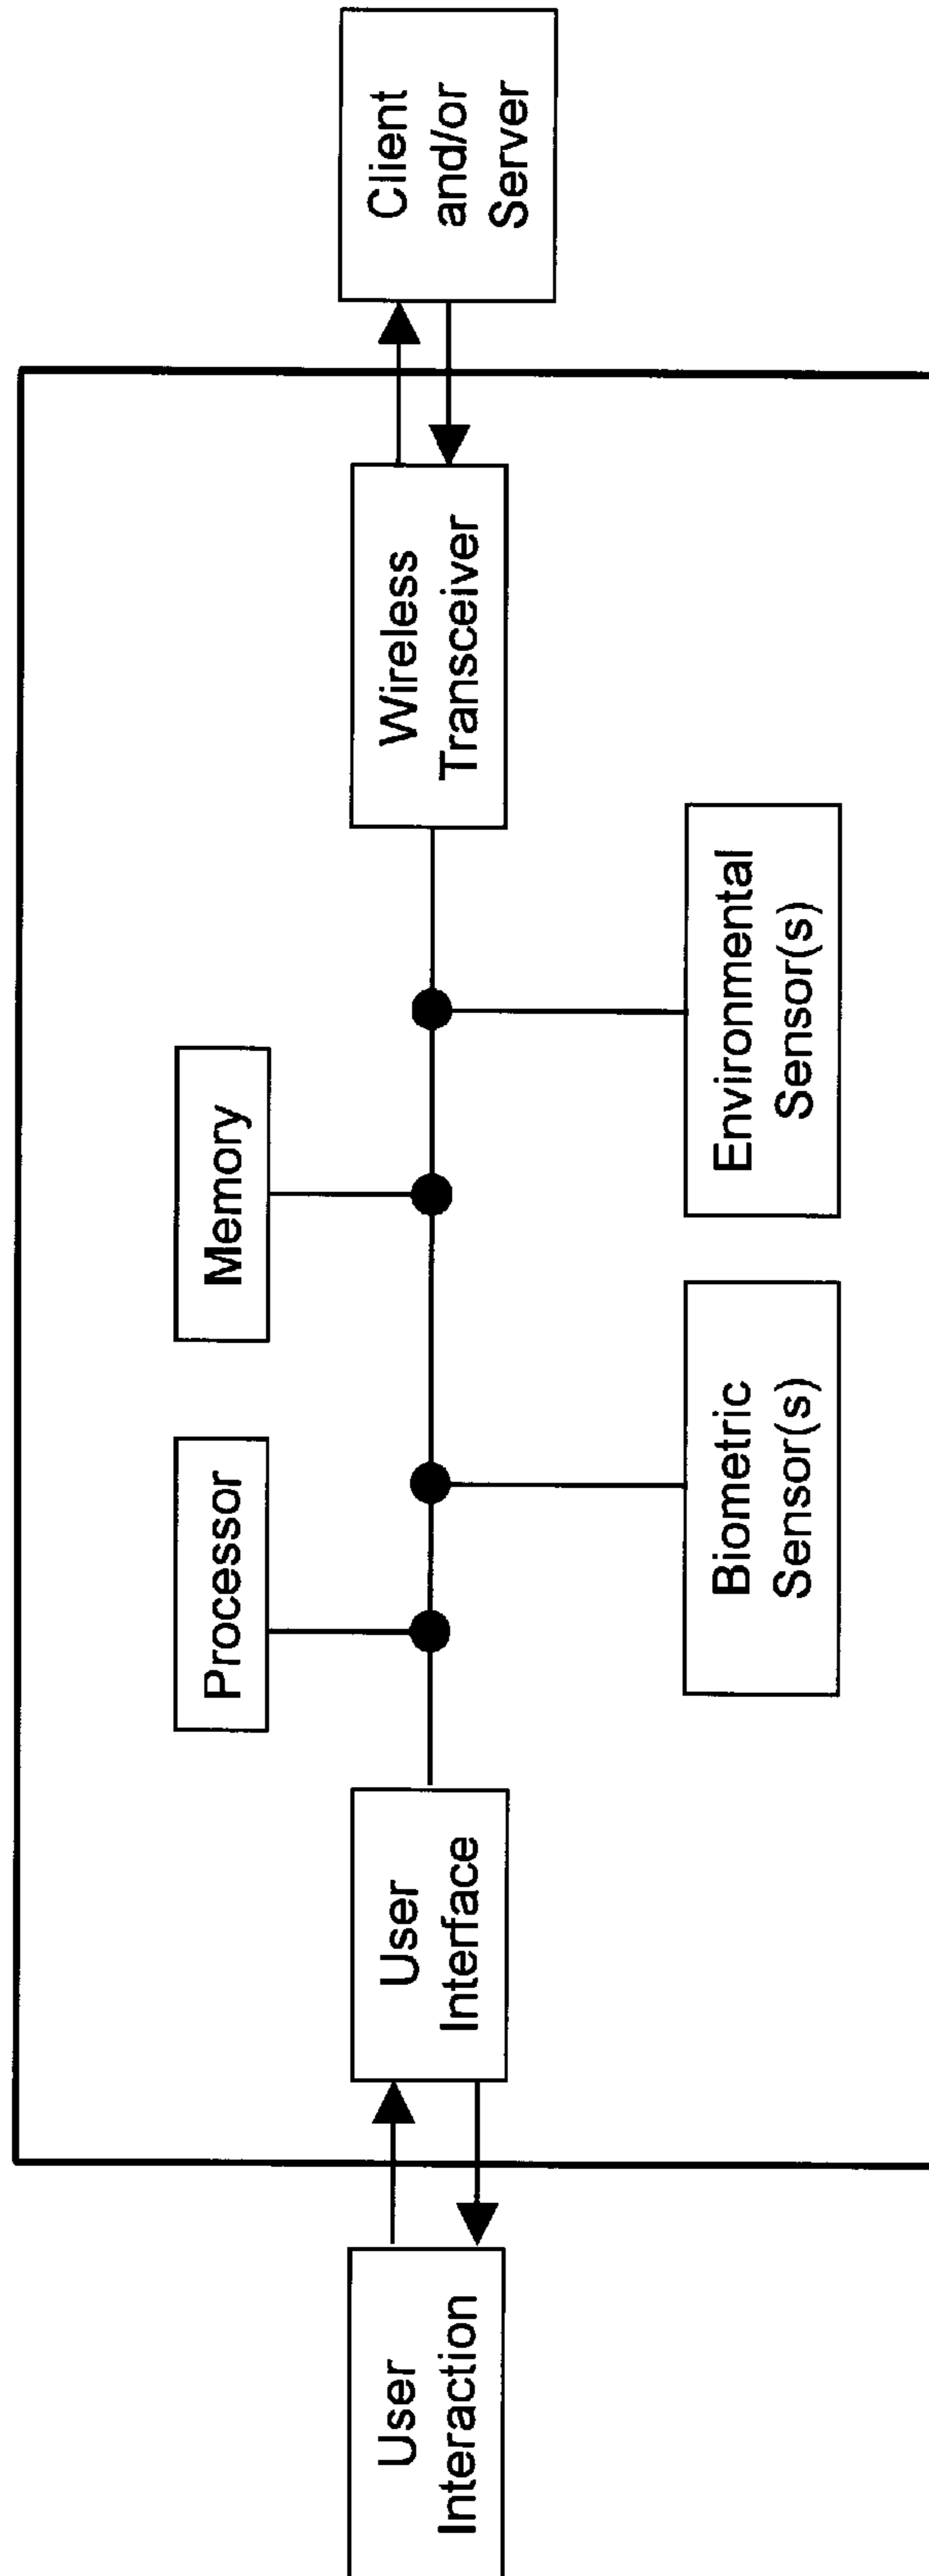 User
Interaction
User
Interface
Processor
Memory
Biometric
Sensor(s)
Environmental
Sensor(s)
Wireless
Transceiver
Client
and/or
Server